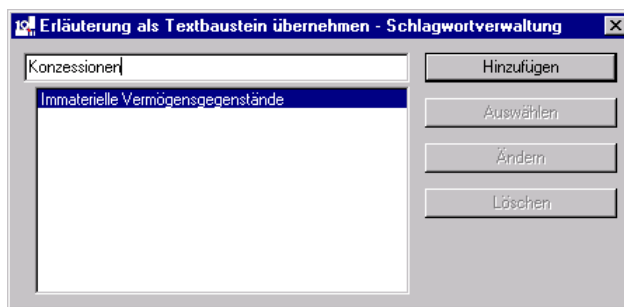 Erläuterung als Textbaustein übernehmen - Schlagwortverwaltung
Konzessionen
Hinzufügen
Immaterielle Vermögensgegenstände
Auswählen
Ändern
Löschen